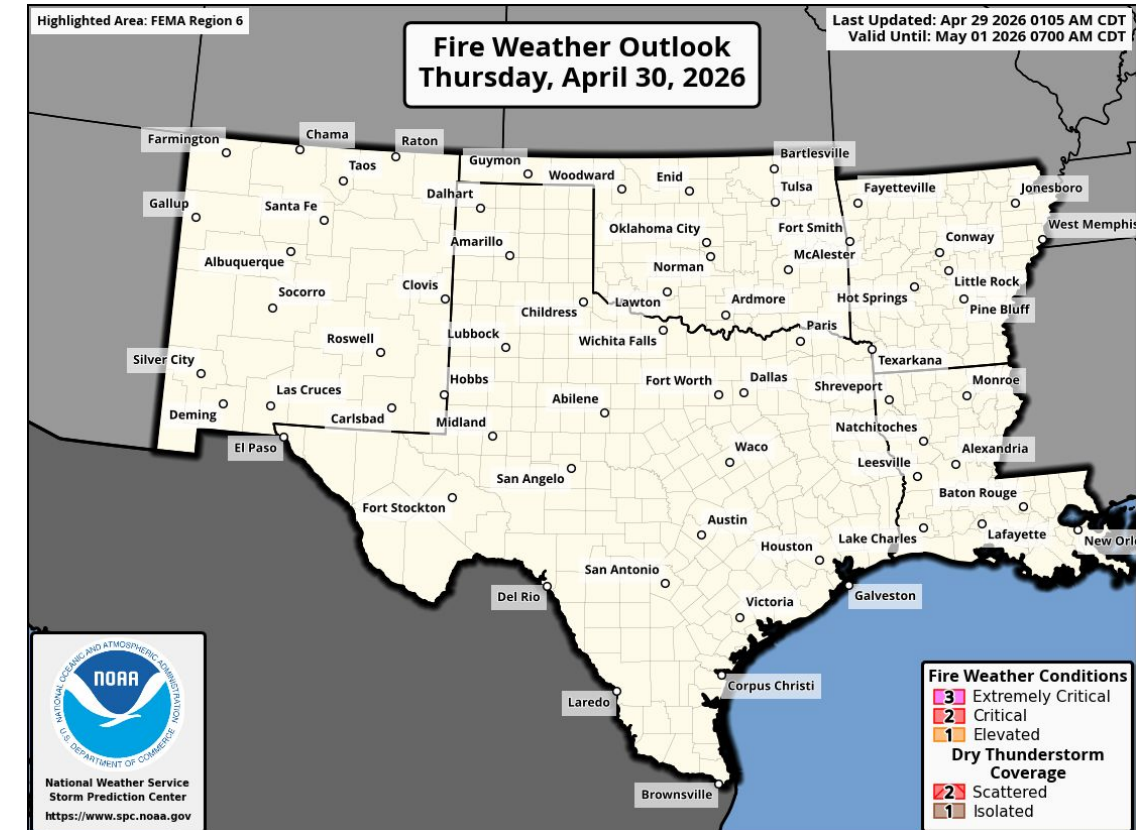 Highlighted Area: FEMA Region 6
Last Updated: Apr 29 2026 0105 AM CDT
Valid Until: May 01 2026 0700 AM CDT
Fire Weather Outlook
Thursday, April 30, 2026
Farmington
Chama
Raton
Taos
Gallup
Santa Fe
Albuquerque
Socorro
Clovis
Roswell
Silver City
Las Cruces
Deming
Carlsbad
Hobbs
El Paso
Guymon
Woodward
Enid
Bartlesville
Tulsa
Dalhart
Amarillo
Oklahoma City
Norman
Fort Smith
McAlester
Lawton
Ardmore
Childress
Wichita Falls
Lubbock
Paris
Fayetteville
Jonesboro
West Memphis
Conway
Little Rock
Hot Springs
Pine Bluff
Texarkana
Fort Worth
Dallas
Shreveport
Monroe
Abilene
Midland
Natchitoches
Waco
Leesville
Alexandria
San Angelo
Fort Stockton
Baton Rouge
Austin
Houston
Lake Charles
Lafayette
New Orl
San Antonio
Del Rio
Victoria
Galveston
Laredo
Corpus Christi
Brownsville
NATIONAL OCEANIC AND ATMOSPHERIC ADMINISTRATION
NOAA
U.S. DEPARTMENT OF COMMERCE
National Weather Service
Storm Prediction Center
https://www.spc.noaa.gov
Fire Weather Conditions
3 Extremely Critical
2 Critical
1 Elevated
Dry Thunderstorm
Coverage
2 Scattered
1 Isolated